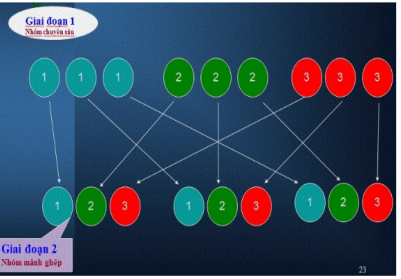 Giai đoạn 1
Nhóm chuyên sâu
1 1 1 2 2 2 3 3 3
1 2 3 1 2 3 1 2 3
Giai đoạn 2
Nhóm mảnh ghép
23